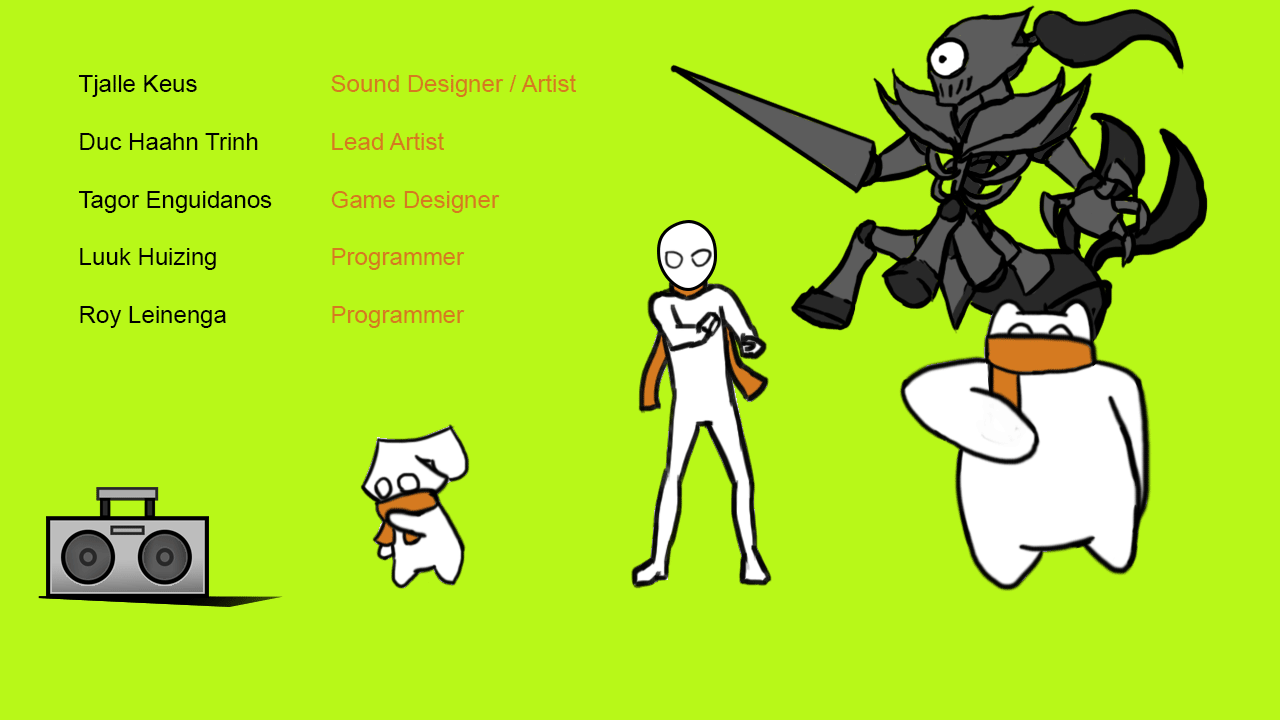 Tjalle Keus Sound Designer / Artist
Duc Haahn Trinh Lead Artist
Tagor Enguidanos Game Designer
Luuk Huizing Programmer
Roy Leinenga Programmer